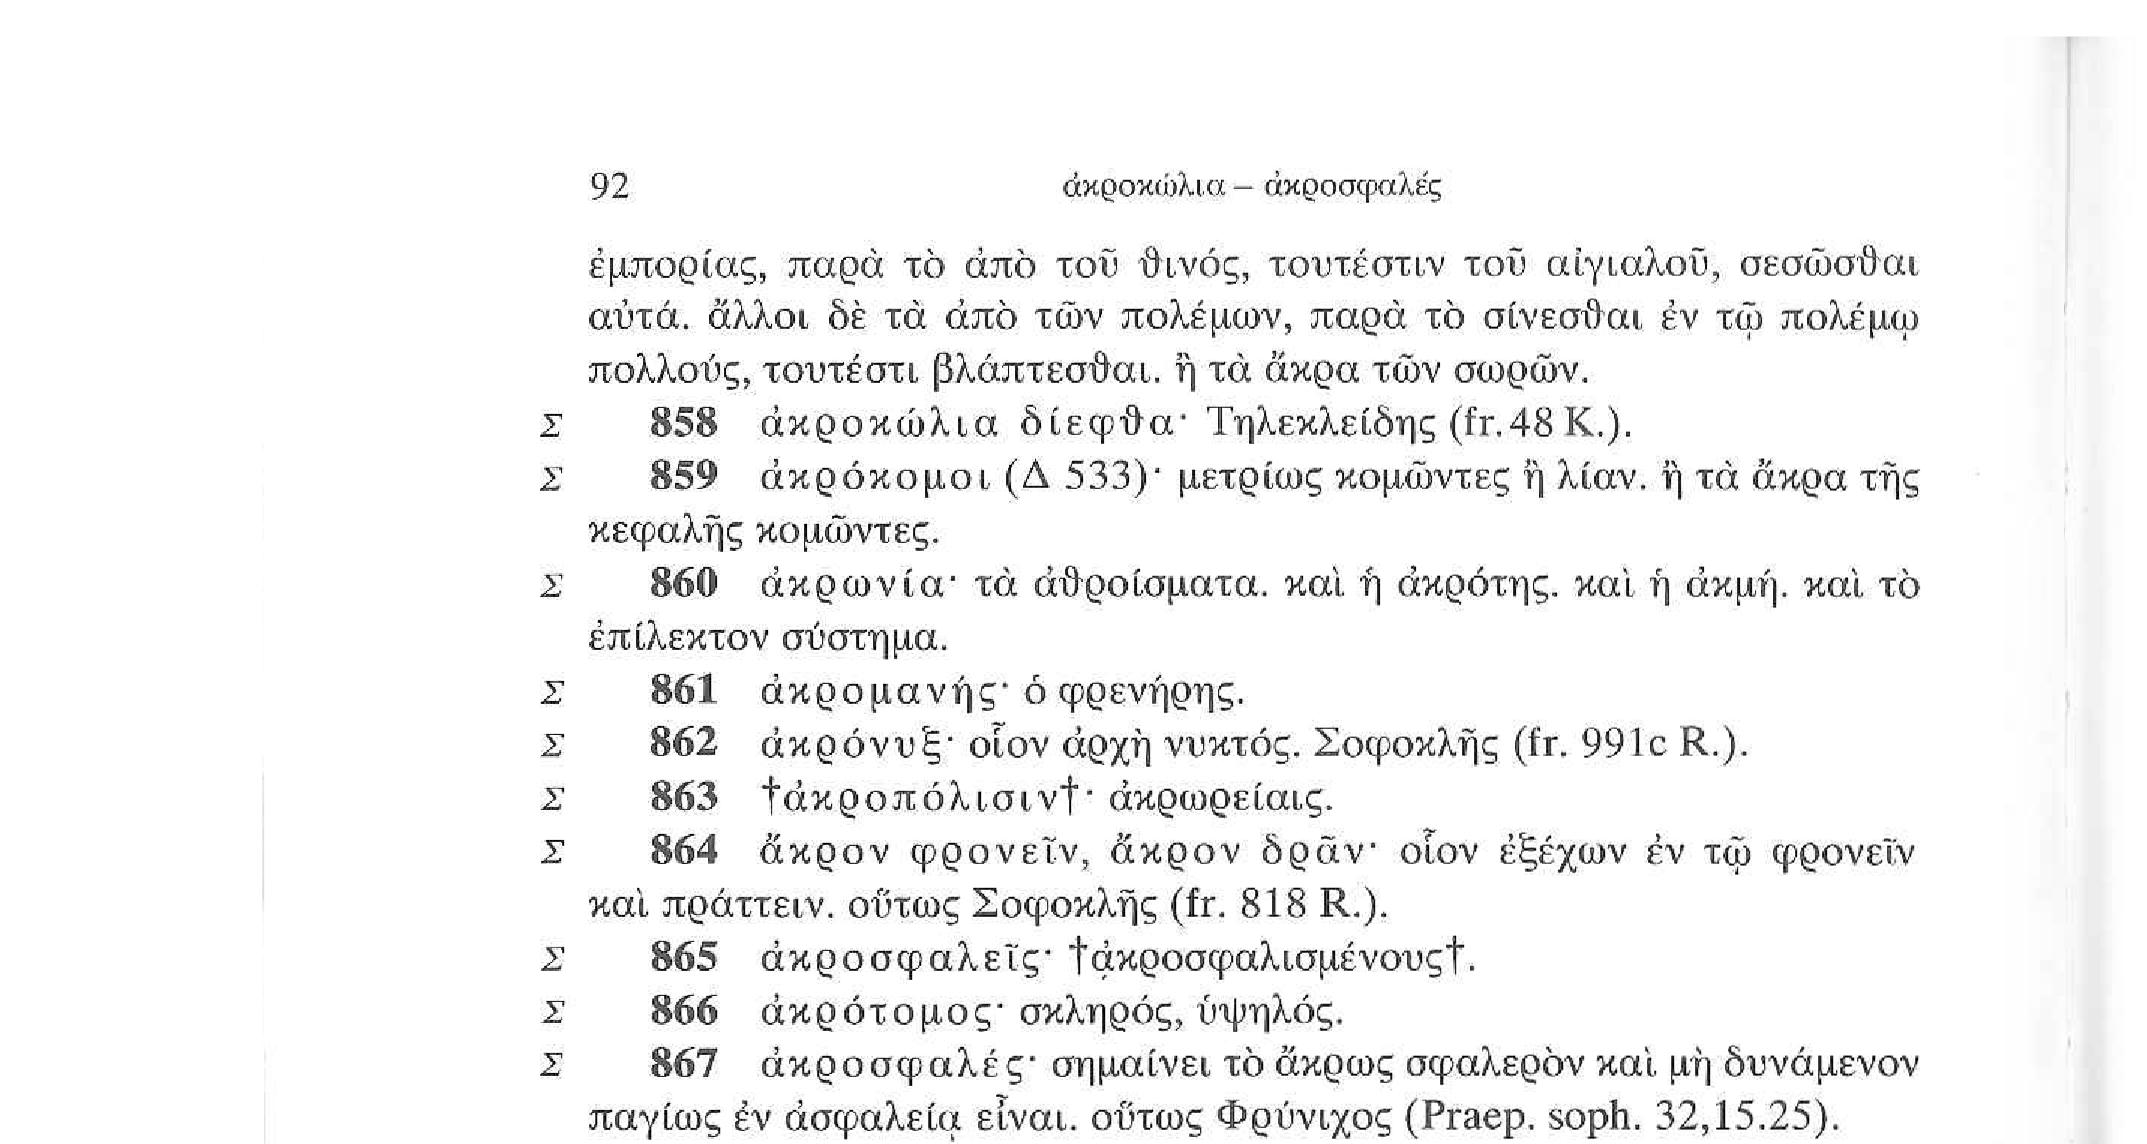 92 ἀκροκώλια – ἀκροσφαλές
ἐμπορίας, παρὰ τὸ ἀπὸ τοῦ θινός, τουτέστιν τοῦ αἰγιαλοῦ, σεσῶσθαι
αὐτά. ἄλλοι δὲ τὰ ἀπὸ τῶν πολέμων, παρὰ τὸ σίνεσθαι ἐν τῷ πολέμῳ
πολλούς, τουτέστι βλάπτεσθαι. ἢ τὰ ἄκρα τῶν σωρῶν.
Σ 858 ἀκροκώλια δίεφθα· Τηλεκλείδης (fr. 48 K.).
Σ 859 ἀκρόκομοι (Δ 533)· μετρίως κομῶντες ἢ λίαν. ἢ τὰ ἄκρα τῆς
κεφαλῆς κομῶντες.
Σ 860 ἀκρωνία· τὰ ἀθροίσματα. καὶ ἡ ἀκρότης. καὶ ἡ ἀκμή. καὶ τὸ
ἐπίλεκτον σύστημα.
Σ 861 ἀκρομανής· ὁ φρενήρης.
Σ 862 ἀκρόνυξ· οἷον ἀρχὴ νυκτός. Σοφοκλῆς (fr. 991c R.).
Σ 863 †ἀκροπόλισιν†· ἀκρωρείαις.
Σ 864 ἄκρον φρονεῖν, ἄκρον δρᾶν· οἷον ἐξέχων ἐν τῷ φρονεῖν
καὶ πράττειν. οὕτως Σοφοκλῆς (fr. 818 R.).
Σ 865 ἀκροσφαλεῖς· †ἀ̣κροσφαλισμένους†.
Σ 866 ἀκρότομος· σκληρός, ὑψηλός.
Σ 867 ἀκροσφαλές· σημαίνει τὸ ἄκρως σφαλερὸν καὶ μὴ δυνάμενον
παγίως ἐν ἀσφαλείᾳ εἶναι. οὕτως Φρύνιχος (Praep. soph. 32,15.25).